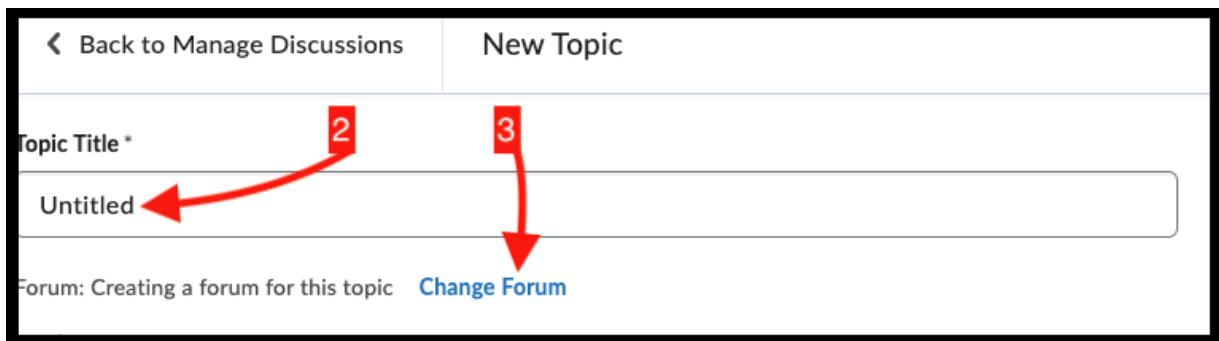 Back to Manage Discussions New Topic
2 3
Topic Title *
Untitled
Forum: Creating a forum for this topic Change Forum